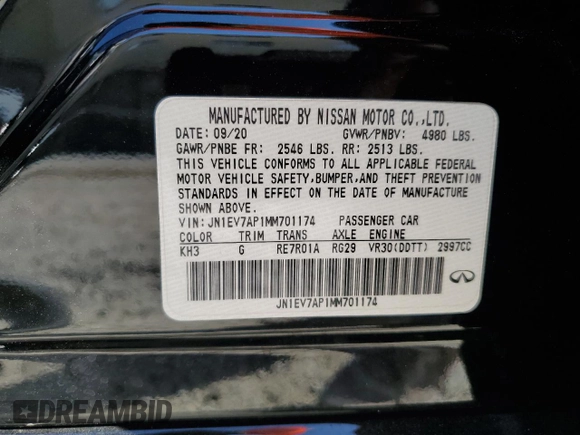 MANUFACTURED BY NISSAN MOTOR CO.,LTD.
DATE: 09/20 GVWR/PNBV: 4980 LBS.
GAWR/PNBE FR: 2546 LBS. RR: 2513 LBS.
THIS VEHICLE CONFORMS TO ALL APPLICABLE FEDERAL
MOTOR VEHICLE SAFETY,BUMPER,AND THEFT PREVENTION
STANDARDS IN EFFECT ON THE DATE OF MANUFACTURE
SHOWN ABOVE.
VIN:JN1EV7AP1MM701174 PASSENGER CAR
COLOR TRIM TRANS AXLE ENGINE
KH3 G RE7R01A RG29 VR30(DDTT) 2997CC
JN1EV7AP1MM701174
DREAMBID